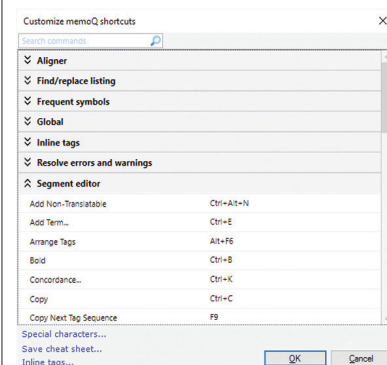 Customize memoQ shortcuts
Search commands
Aligner
Find/replace listing
Frequent symbols
Global
Inline tags
Resolve errors and warnings
Segment editor
Add Non-Translatable Ctrl+Alt+N
Add Term... Ctrl+E
Arrange Tags Alt+F6
Bold Ctrl+B
Concordance... Ctrl+K
Copy Ctrl+C
Copy Next Tag Sequence F9
Special characters...
Save cheat sheet...
Inline tags...
OK Cancel